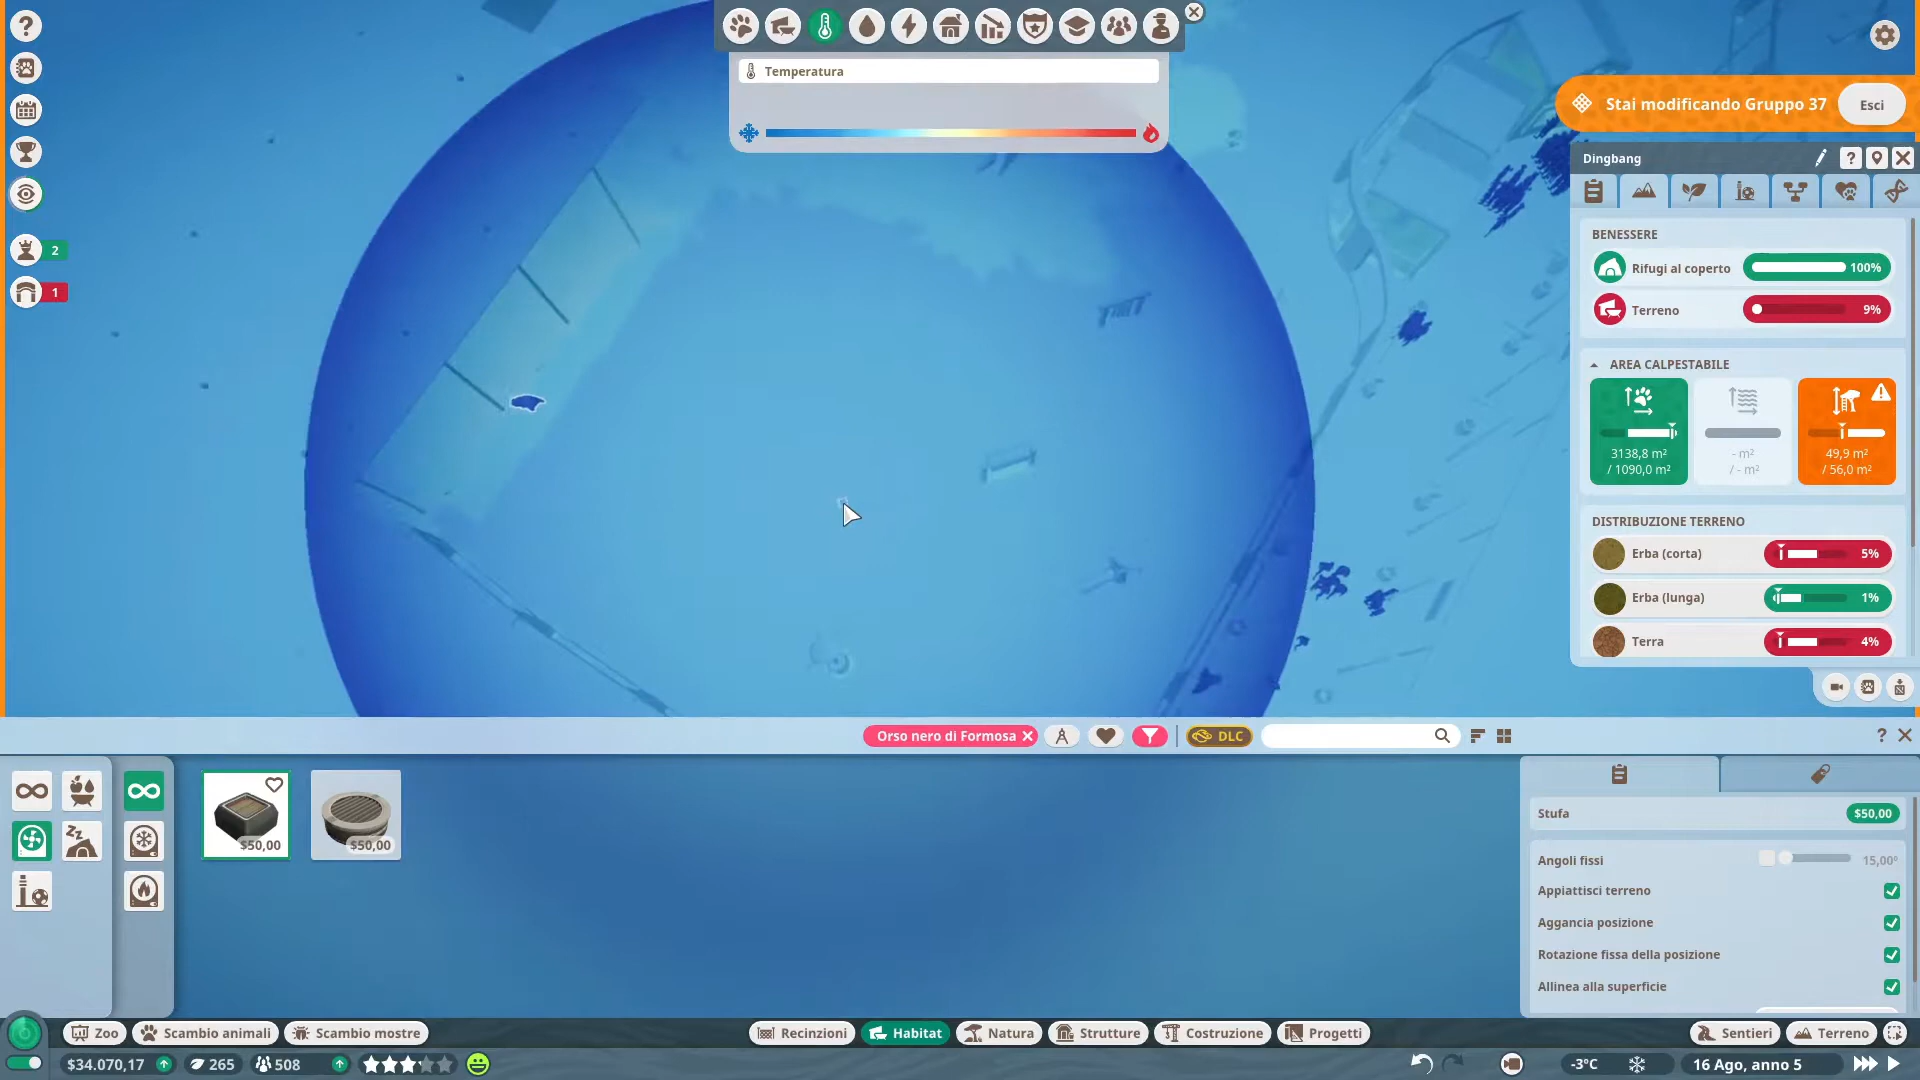 Temperatura
Stai modificando Gruppo 37
Esci
Dingbang
?
?
2
1
BENESSERE
Rifugi al coperto
100%
Terreno
9%
AREA CALPESTABILE
3138,8 m²
/ 1090,0 m²
- m²
/ - m²
49,9 m²
/ 56,0 m²
DISTRIBUZIONE TERRENO
Erba (corta)
5%
Erba (lunga)
1%
Terra
4%
Orso nero di Formosa
DLC
?
$50,00
$50,00
Stufa
$50,00
Angoli fissi
15,00°
Appiattisci terreno
Aggancia posizione
Rotazione fissa della posizione
Allinea alla superficie
Zoo
Scambio animali
Scambio mostre
Recinzioni
Habitat
Natura
Strutture
Costruzione
Progetti
Sentieri
Terreno
$34.070,17
265
508
-3°C
16 Ago, anno 5